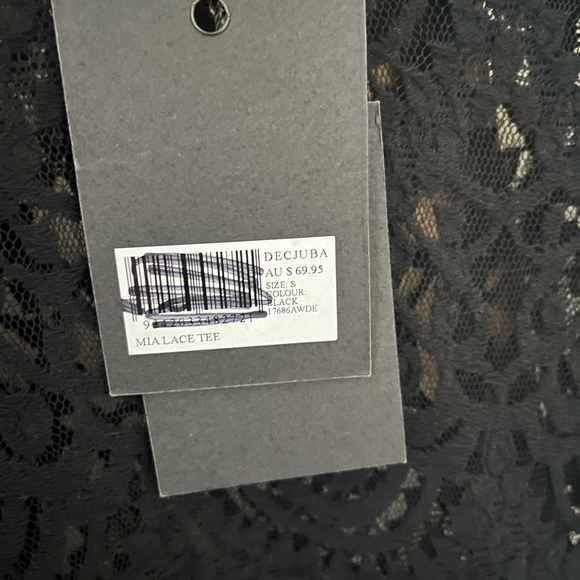 DECJUBA
AU $ 69.95
SIZE: S
COLOUR:
BLACK
17686AWDE
MIA LACE TEE